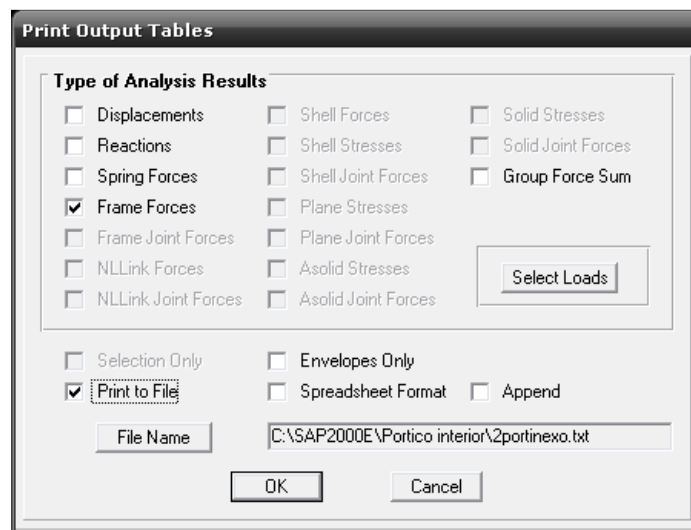 Print Output Tables
Type of Analysis Results
Displacements Shell Forces Solid Stresses
Reactions Shell Stresses Solid Joint Forces
Spring Forces Shell Joint Forces Group Force Sum
Frame Forces Plane Stresses
Frame Joint Forces Plane Joint Forces
NLLink Forces Asolid Stresses Select Loads
NLLink Joint Forces Asolid Joint Forces
Selection Only Envelopes Only
Print to File Spreadsheet Format Append
File Name C:\SAP2000E\Portico interior\2portinexo.txt
OK Cancel